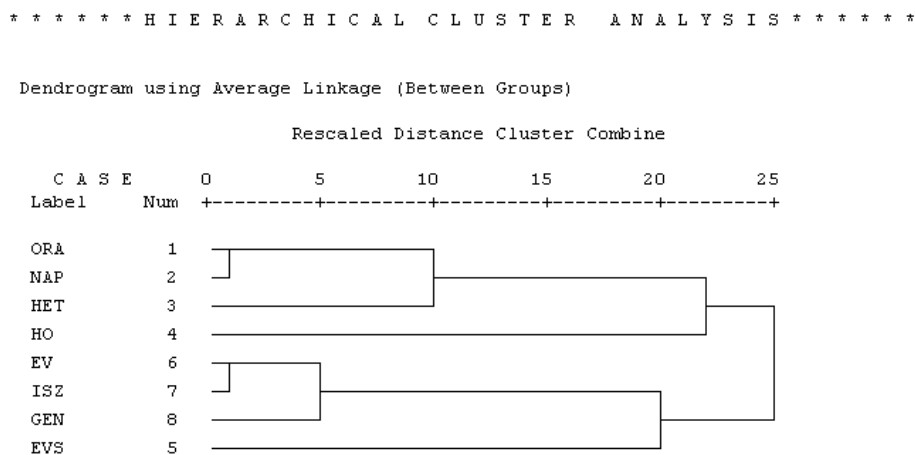 * * * * * * H I E R A R C H I C A L  C L U S T E R   A N A L Y S I S * * * * * *
Dendrogram using Average Linkage (Between Groups)
Rescaled Distance Cluster Combine
C A S E 0 5 10 15 20 25
Label Num +---------+---------+---------+---------+---------+
ORA 1
NAP 2
HET 3
HO 4
EV 6
ISZ 7
GEN 8
EVS 5